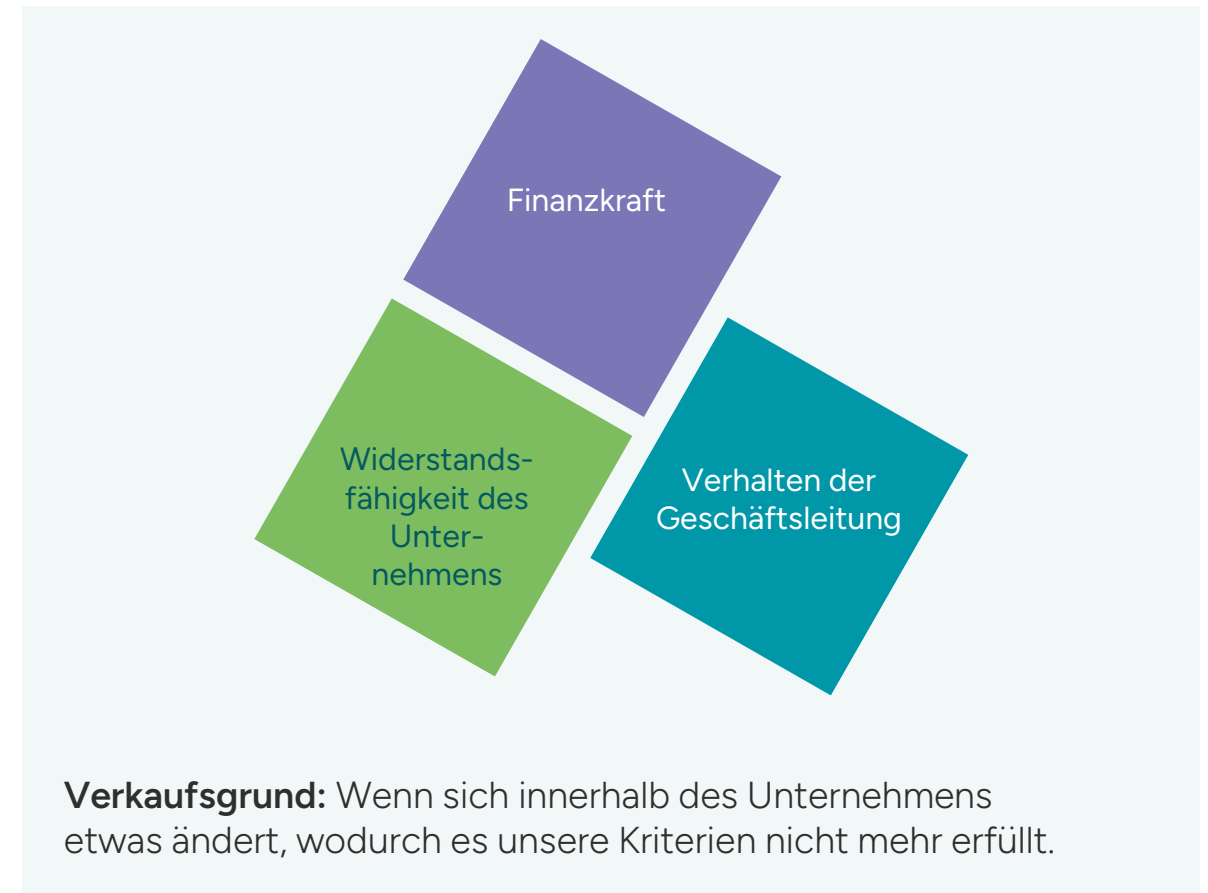 Finanzkraft
Widerstands-
fähigkeit des
Unter-
nehmens
Verhalten der
Geschäftsleitung
Verkaufsgrund: Wenn sich innerhalb des Unternehmens
etwas ändert, wodurch es unsere Kriterien nicht mehr erfüllt.